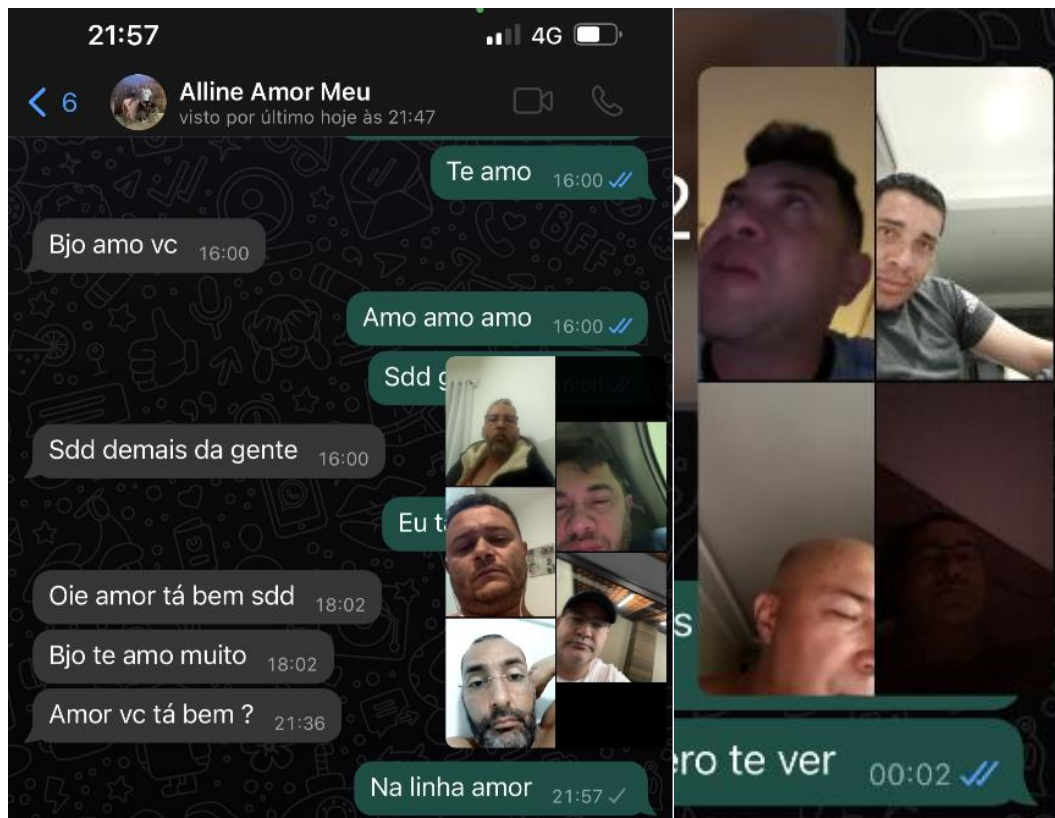 21:57
4G
6
Alline Amor Meu
visto por último hoje às 21:47
Te amo 16:00
Bjo amo vc 16:00
Amo amo amo 16:00
Sdd
Sdd demais da gente 16:00
Eu
Oie amor tá bem sdd 18:02
Bjo te amo muito 18:02
Amor vc tá bem ? 21:36
Na linha amor 21:57
2
s
te ver 00:02